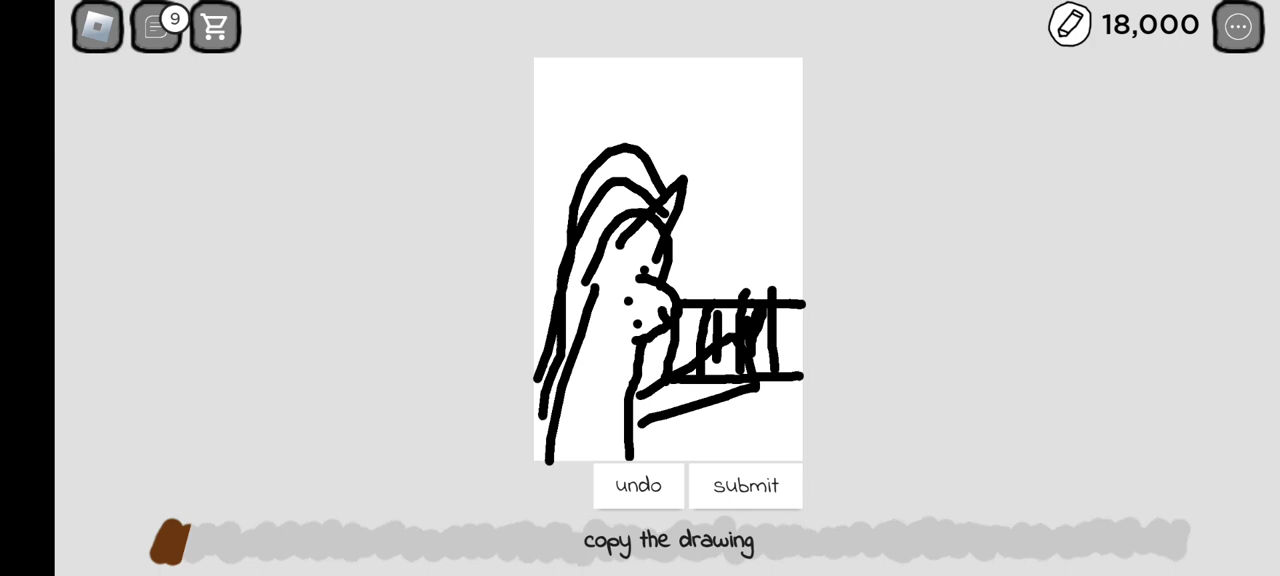 9
18,000
undo
submit
copy the drawing